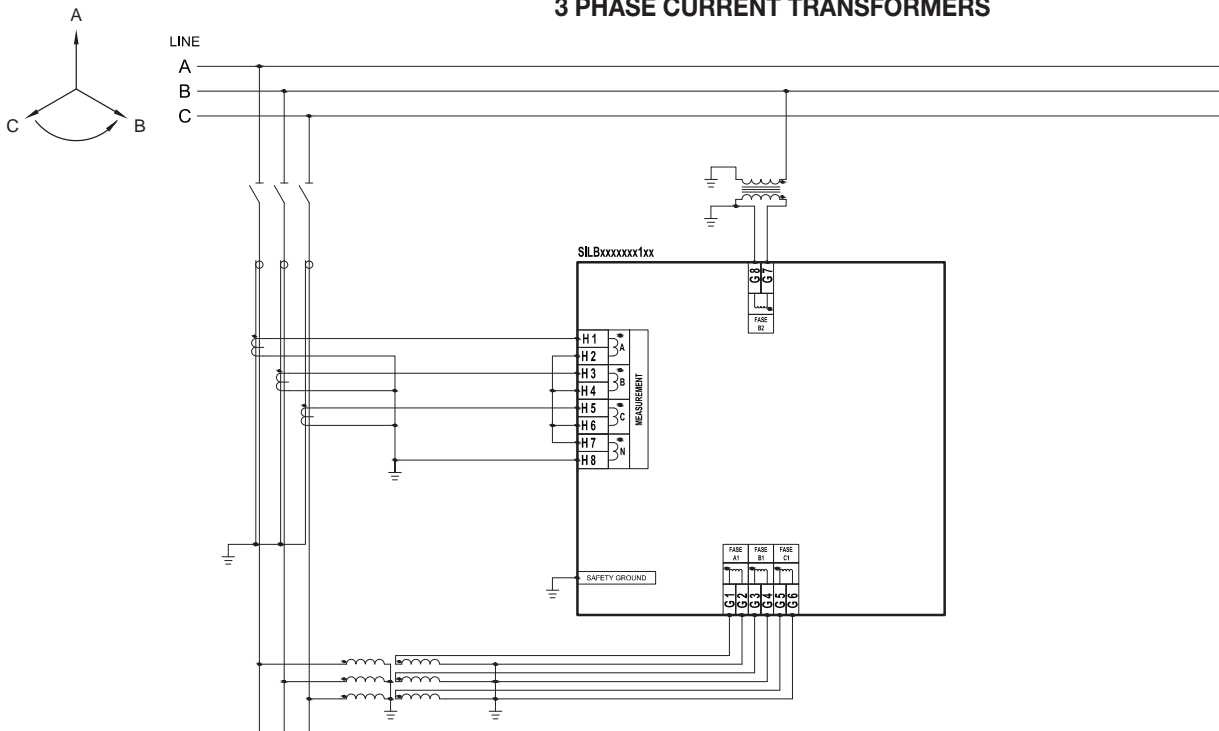 3 PHASE CURRENT TRANSFORMERS
A
C
B
LINE
A
B
C
SILBxxxxxxx1xx
G8
G7
FASE
B2
H1
H2
H3
H4
H5
H6
H7
H8
A
B
C
N
MEASUREMENT
SAFETY GROUND
FASE
A1
FASE
B1
FASE
C1
G1
G2
G3
G4
G5
G6